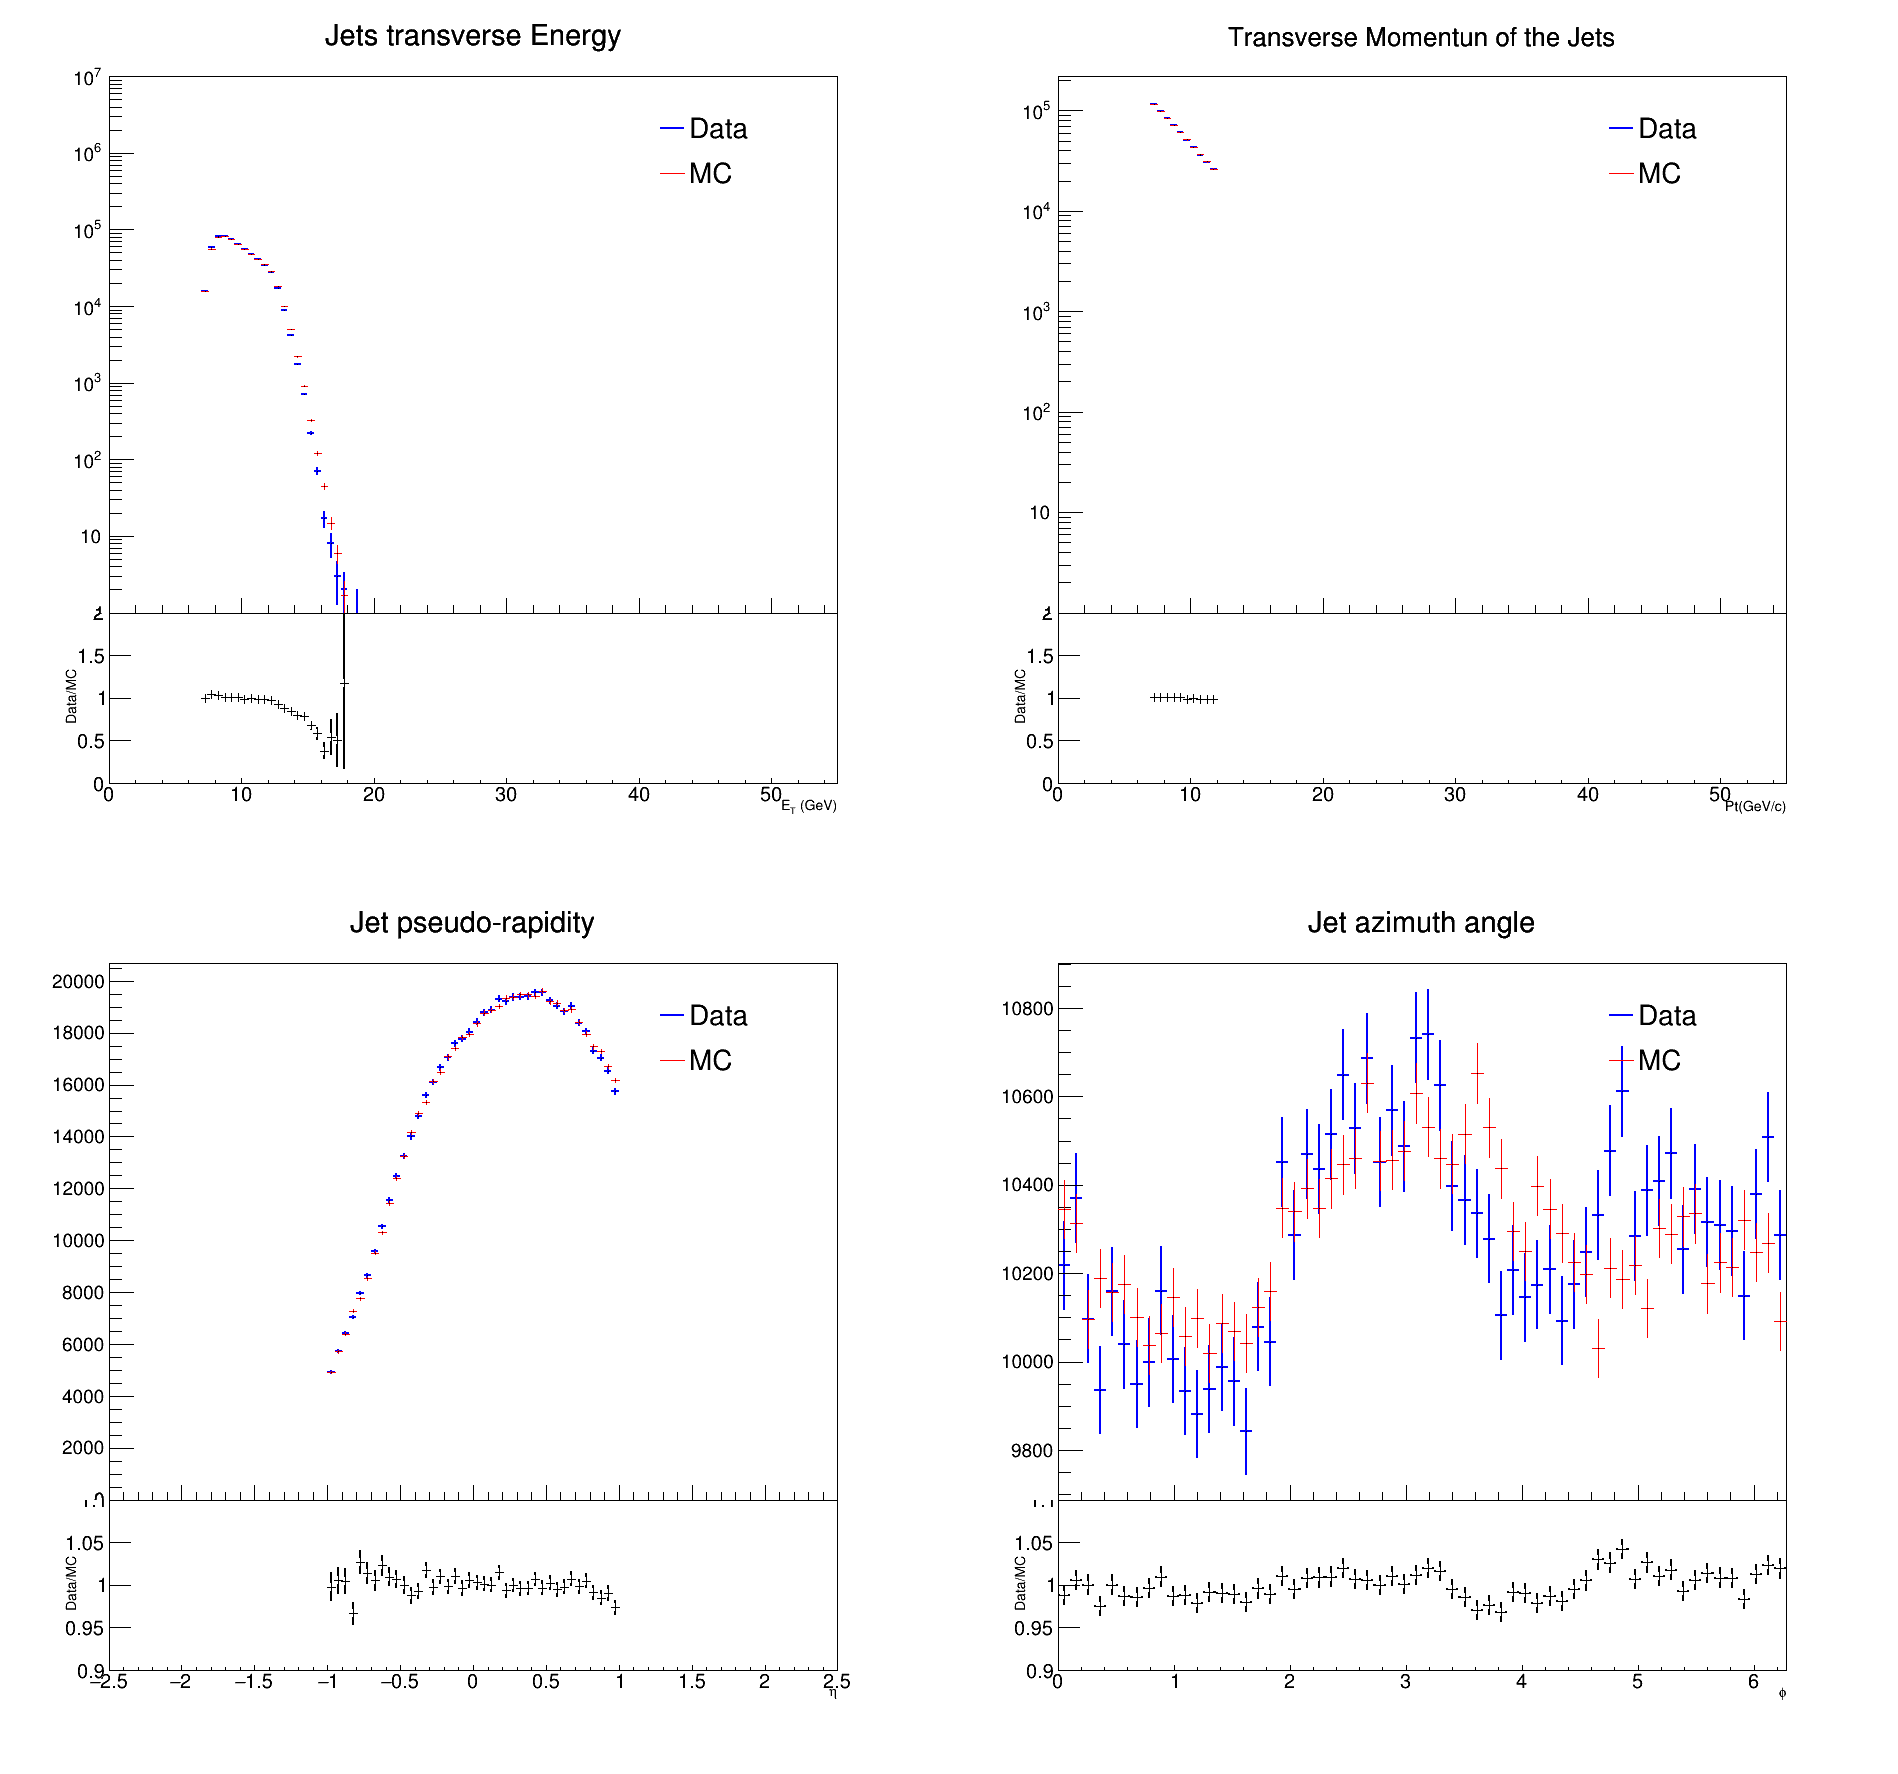 Jets transverse Energy
10^7
10^6
10^5
10^4
10^3
10^2
10
Data
MC
2
1.5
1
0.5
0
Data/MC
0 10 20 30 40 50
E_T (GeV)
Transverse Momentun of the Jets
10^5
10^4
10^3
10^2
10
Data
MC
2
1.5
1
0.5
0
Data/MC
0 10 20 30 40 50
Pt(GeV/c)
Jet pseudo-rapidity
20000
18000
16000
14000
12000
10000
8000
6000
4000
2000
Data
MC
1.05
1
0.95
0.9
Data/MC
−2.5 −2 −1.5 −1 −0.5 0 0.5 1 1.5 2 2.5
η
Jet azimuth angle
10800
10600
10400
10200
10000
9800
Data
MC
1.05
1
0.95
0.9
Data/MC
0 1 2 3 4 5 6
ϕ